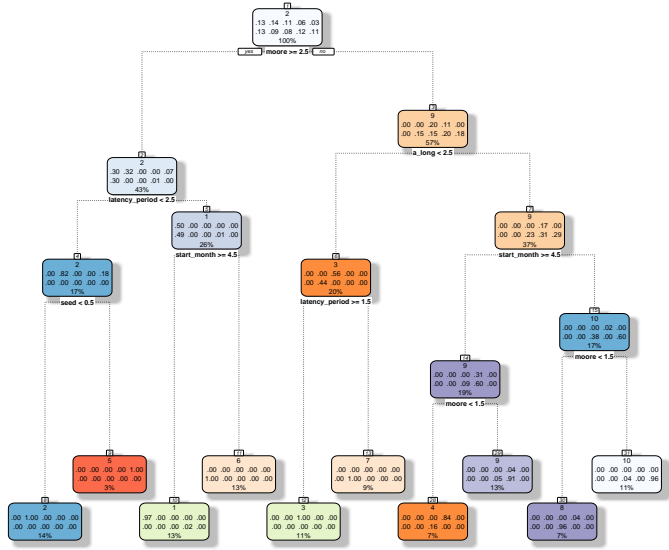 1
2
.13 .14 .11 .06 .03
.13 .09 .08 .12 .11
100%
yes moore >= 2.5 no
3
9
.00 .00 .20 .11 .00
.00 .15 .15 .20 .18
57%
a_long < 2.5
2
2
.30 .32 .00 .00 .07
.30 .00 .00 .01 .00
43%
latency_period < 2.5
5
1
.50 .00 .00 .00 .00
.49 .00 .00 .01 .00
26%
start_month >= 4.5
7
9
.00 .00 .00 .17 .00
.00 .00 .23 .31 .29
37%
start_month >= 4.5
4
2
.00 .82 .00 .00 .18
.00 .00 .00 .00 .00
17%
seed < 0.5
6
3
.00 .00 .56 .00 .00
.00 .44 .00 .00 .00
20%
latency_period >= 1.5
15
10
.00 .00 .00 .02 .00
.00 .00 .38 .00 .60
17%
moore < 1.5
14
9
.00 .00 .00 .31 .00
.00 .00 .09 .60 .00
19%
moore < 1.5
9
5
.00 .00 .00 .00 1.00
.00 .00 .00 .00 .00
3%
11
6
.00 .00 .00 .00 .00
1.00 .00 .00 .00 .00
13%
13
7
.00 .00 .00 .00 .00
.00 1.00 .00 .00 .00
9%
29
9
.00 .00 .00 .04 .00
.00 .00 .05 .91 .00
13%
31
10
.00 .00 .00 .00 .00
.00 .00 .04 .00 .96
11%
8
2
.00 1.00 .00 .00 .00
.00 .00 .00 .00 .00
14%
10
1
.97 .00 .00 .00 .00
.00 .00 .00 .02 .00
13%
12
3
.00 .00 1.00 .00 .00
.00 .00 .00 .00 .00
11%
28
4
.00 .00 .00 .84 .00
.00 .00 .16 .00 .00
7%
30
8
.00 .00 .00 .04 .00
.00 .00 .96 .00 .00
7%